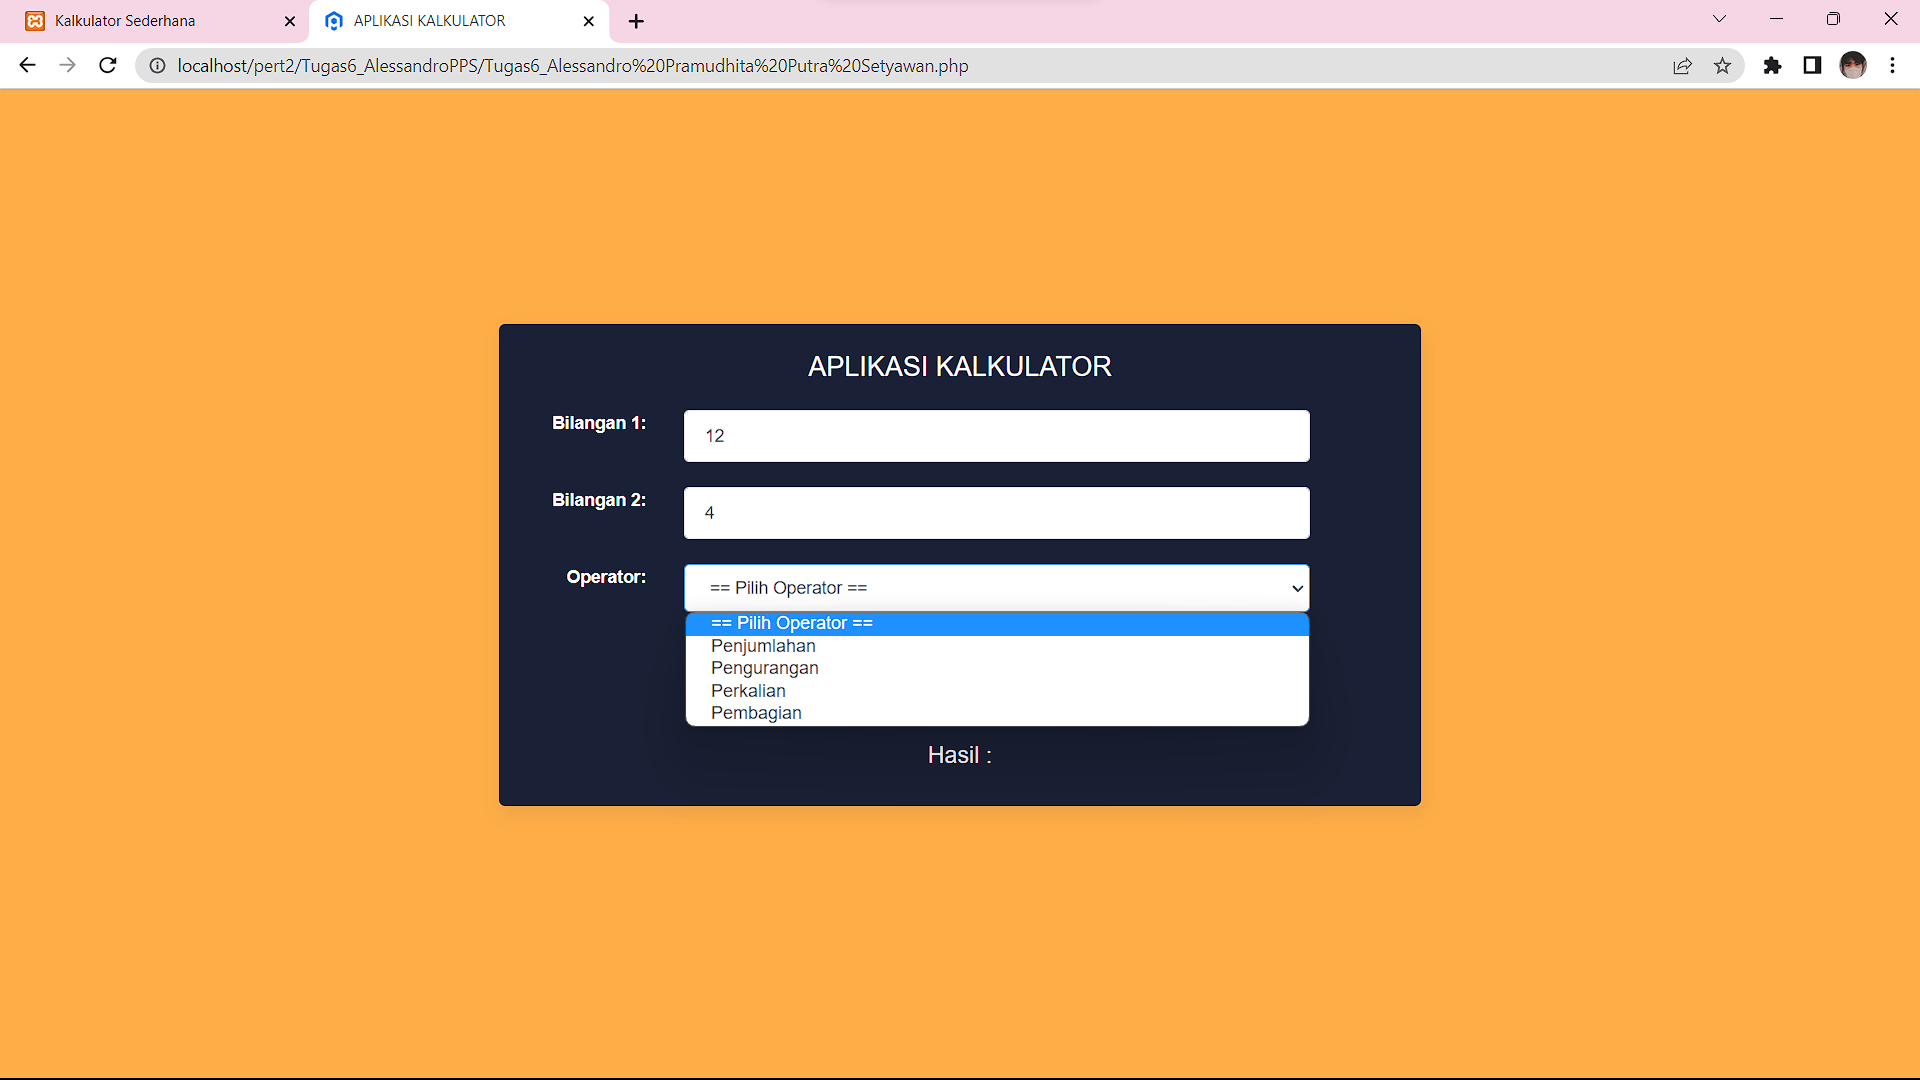 Kalkulator Sederhana
APLIKASI KALKULATOR
localhost/pert2/Tugas6_AlessandroPPS/Tugas6_Alessandro%20Pramudhita%20Putra%20Setyawan.php
APLIKASI KALKULATOR
Bilangan 1:
12
Bilangan 2:
4
Operator:
== Pilih Operator ==
== Pilih Operator ==
Penjumlahan
Pengurangan
Perkalian
Pembagian
Hasil :